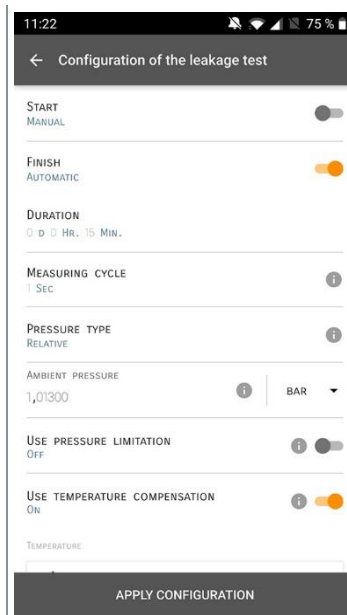 11:22
75 %
Configuration of the leakage test
START
MANUAL
FINISH
AUTOMATIC
DURATION
0 D 0 HR. 15 MIN.
MEASURING CYCLE
1 SEC
PRESSURE TYPE
RELATIVE
AMBIENT PRESSURE
1,01300
BAR
USE PRESSURE LIMITATION
OFF
USE TEMPERATURE COMPENSATION
ON
TEMPERATURE
APPLY CONFIGURATION